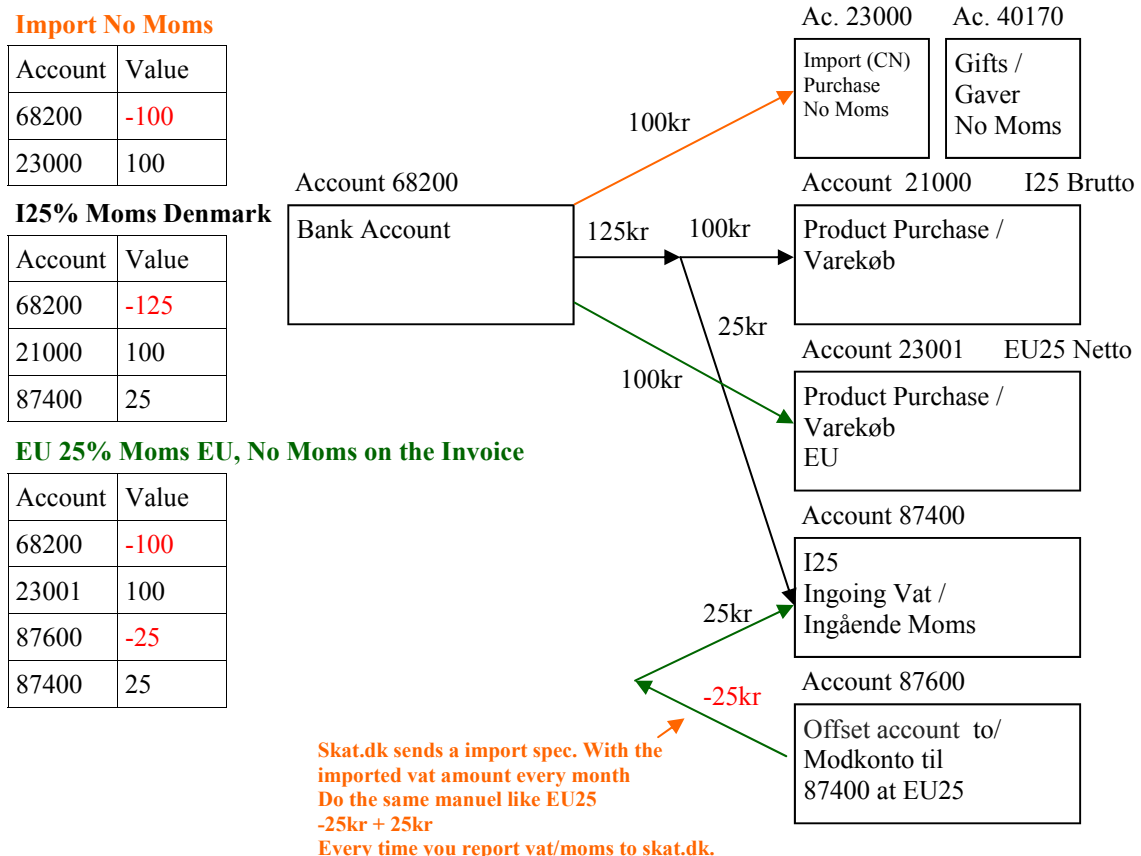 Import No Moms
Account Value
68200 -100
23000 100
I25% Moms Denmark
Account Value
68200 -125
21000 100
87400 25
EU 25% Moms EU, No Moms on the Invoice
Account Value
68200 -100
23001 100
87600 -25
87400 25
Account 68200
Bank Account
100kr
125kr
100kr
25kr
100kr
25kr
-25kr
Skat.dk sends a import spec. With the
imported vat amount every month
Do the same manuel like EU25
-25kr + 25kr
Every time you report vat/moms to skat.dk.
Ac. 23000
Import (CN)
Purchase
No Moms
Ac. 40170
Gifts /
Gaver
No Moms
Account 21000 I25 Brutto
Product Purchase /
Varekøb
Account 23001 EU25 Netto
Product Purchase /
Varekøb
EU
Account 87400
I25
Ingoing Vat /
Ingående Moms
Account 87600
Offset account to/
Modkonto til
87400 at EU25